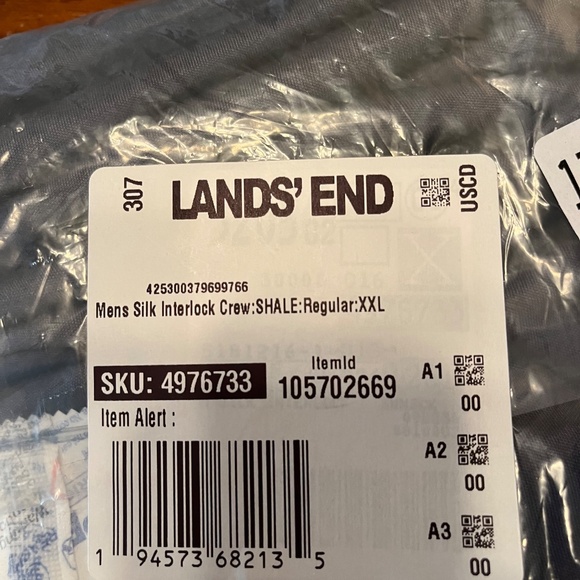 307
LANDS' END
USCD
425300379699766
Mens Silk Interlock Crew:SHALE:Regular:XXL
SKU: 4976733
ItemId
105702669
Item Alert :
A1
00
A2
00
A3
00
1 94573 68213 5